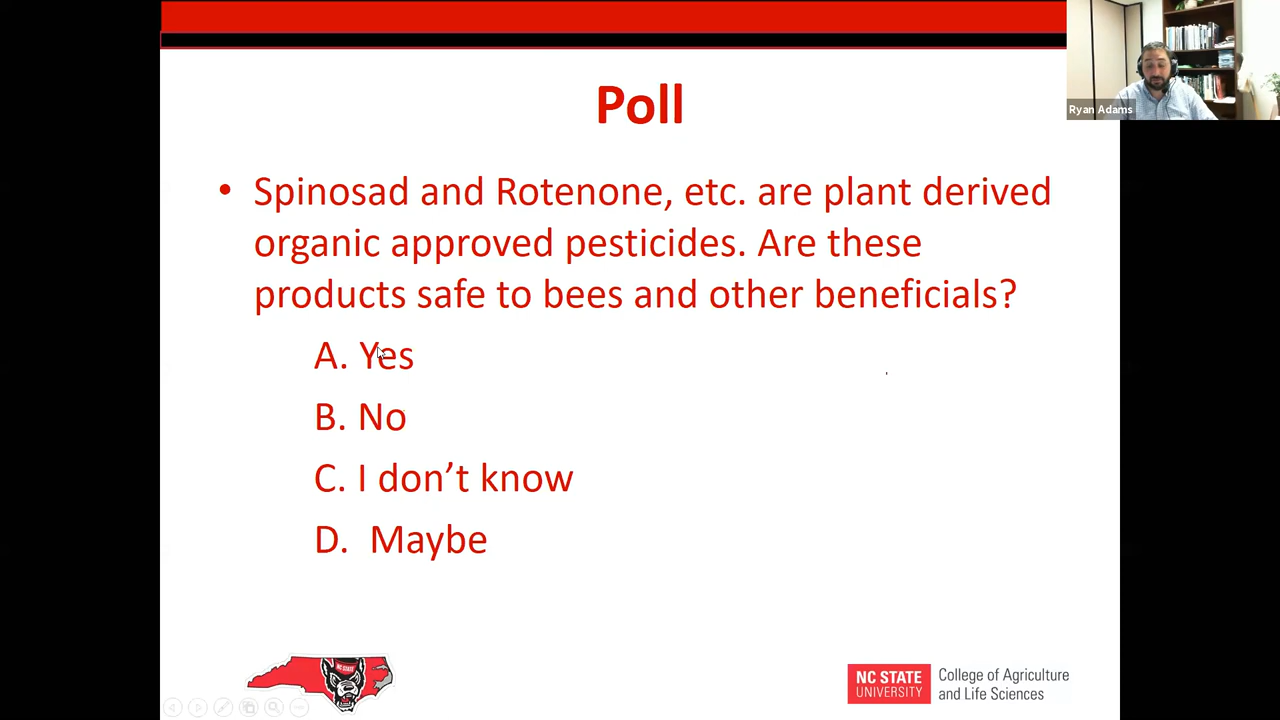 Poll
Ryan Adams
• Spinosad and Rotenone, etc. are plant derived
organic approved pesticides. Are these
products safe to bees and other beneficials?
A. Yes
B. No
C. I don’t know
D. Maybe
NC STATE
UNIVERSITY
College of Agriculture
and Life Sciences